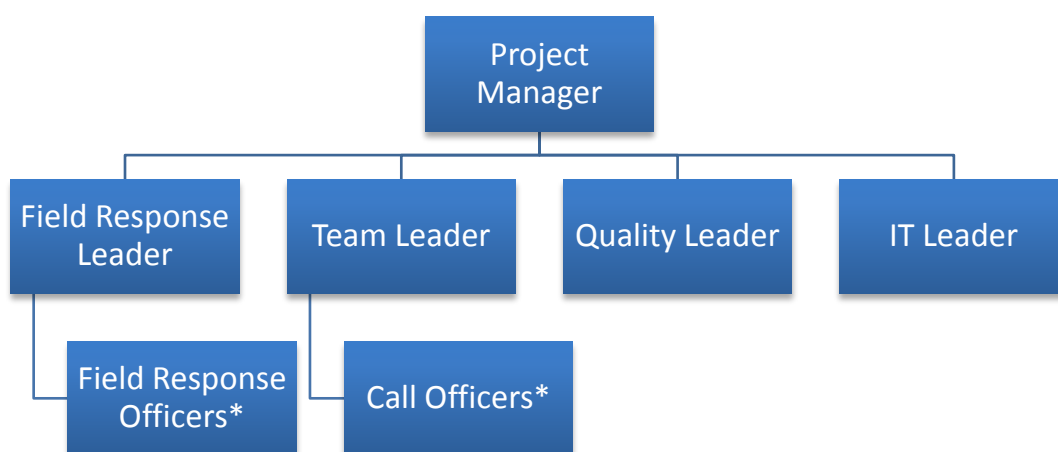 Project
Manager
Field Response
Leader
Team Leader
Quality Leader
IT Leader
Field Response
Officers*
Call Officers*